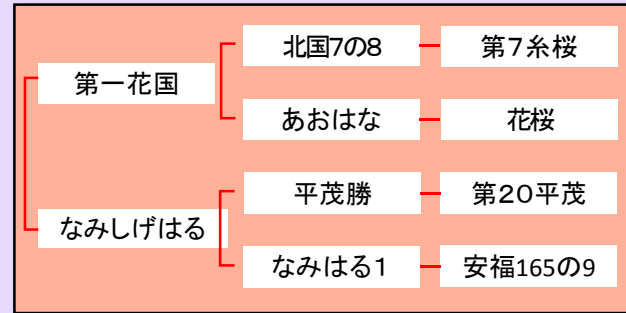 北国7の8
第7糸桜
第一花国
あおはな
花桜
平茂勝
第20平茂
なみしげはる
なみはる1
安福165の9